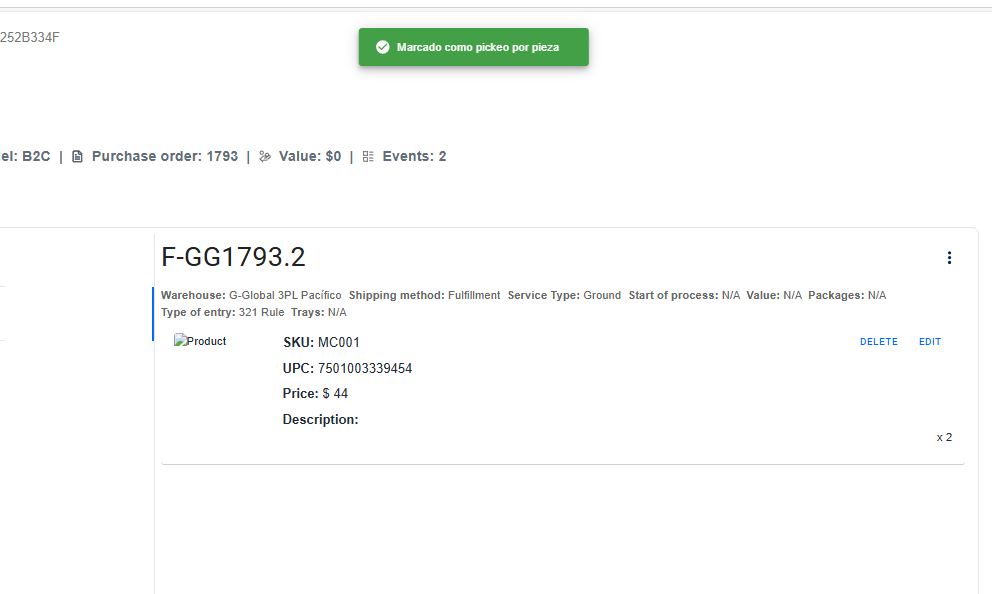 252B334F
Marcado como pickeo por pieza
el: B2C | Purchase order: 1793 | Value: $0 | Events: 2
F-GG1793.2
Warehouse: G-Global 3PL Pacífico Shipping method: Fulfillment Service Type: Ground Start of process: N/A Value: N/A Packages: N/A
Type of entry: 321 Rule Trays: N/A
Product
SKU: MC001
DELETE EDIT
UPC: 7501003339454
Price: $ 44
Description:
x 2